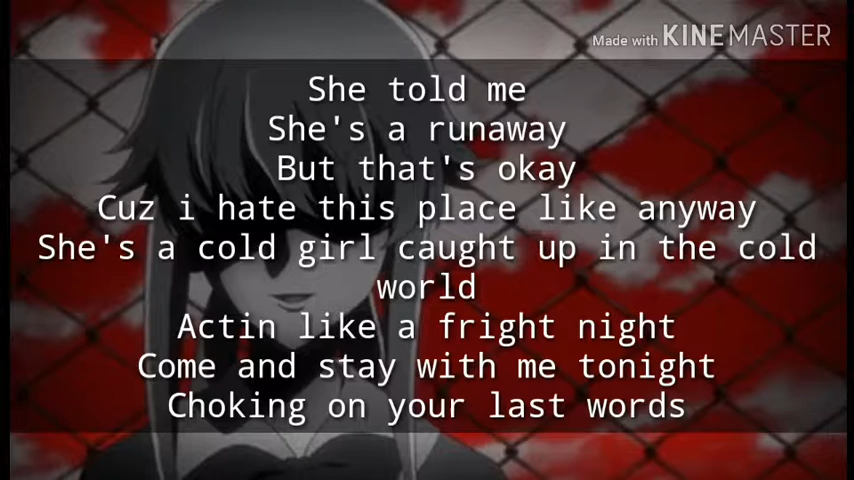 Made with KINEMASTER
She told me
She's a runaway
But that's okay
Cuz i hate this place like anyway
She's a cold girl caught up in the cold
world
Actin like a fright night
Come and stay with me tonight
Choking on your last words